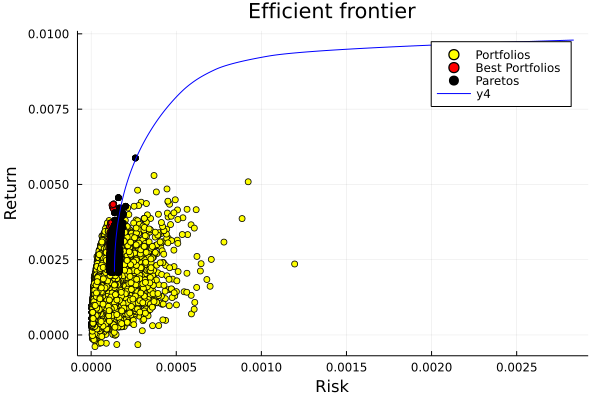 Efficient frontier
0.0100
0.0075
0.0050
0.0025
0.0000
Return
Portfolios
Best Portfolios
Paretos
y4
0.0000 0.0005 0.0010 0.0015 0.0020 0.0025
Risk